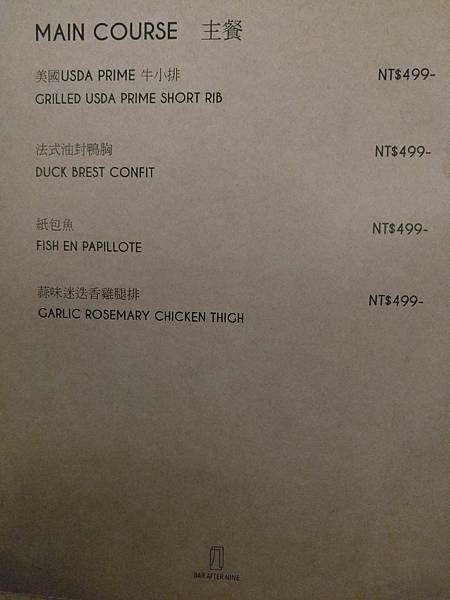 MAIN COURSE 主餐
美國USDA PRIME 牛小排 NT$499-
GRILLED USDA PRIME SHORT RIB
法式油封鴨胸 NT$499-
DUCK BREST CONFIT
紙包魚 NT$499-
FISH EN PAPILLOTE
蒜味迷迭香雞腿排 NT$499-
GARLIC ROSEMARY CHICKEN THIGH
BAR AFTER NINE